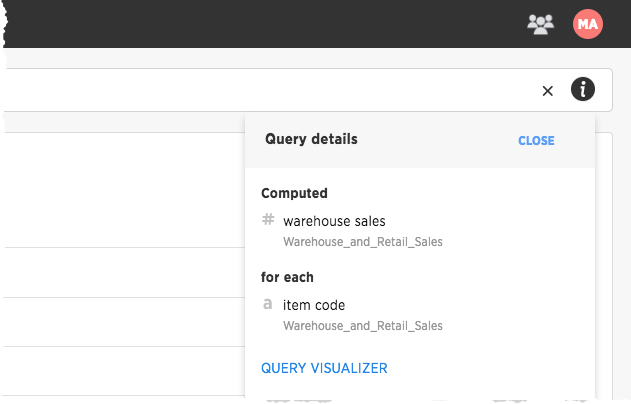 MA
× i
Query details CLOSE
Computed
# warehouse sales
Warehouse_and_Retail_Sales
for each
a item code
Warehouse_and_Retail_Sales
QUERY VISUALIZER